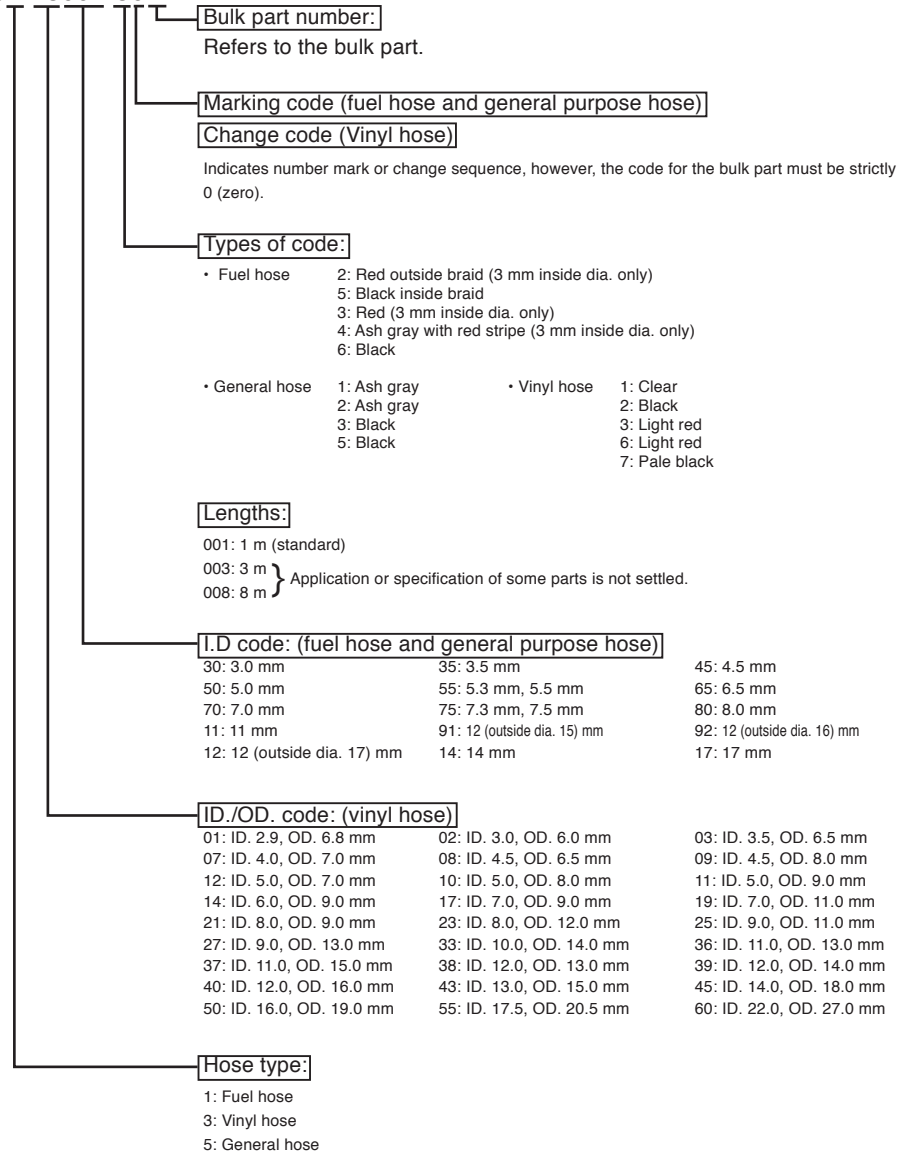 Bulk part number:
Refers to the bulk part.
Marking code (fuel hose and general purpose hose)
Change code (Vinyl hose)
Indicates number mark or change sequence, however, the code for the bulk part must be strictly
0 (zero).
Types of code:
・ Fuel hose 2: Red outside braid (3 mm inside dia. only)
5: Black inside braid
3: Red (3 mm inside dia. only)
4: Ash gray with red stripe (3 mm inside dia. only)
6: Black
・General hose 1: Ash gray ・Vinyl hose 1: Clear
2: Ash gray 2: Black
3: Black 3: Light red
5: Black 6: Light red
7: Pale black
Lengths:
001: 1 m (standard)
003: 3 m
008: 8 m } Application or specification of some parts is not settled.
I.D code: (fuel hose and general purpose hose)
30: 3.0 mm 35: 3.5 mm 45: 4.5 mm
50: 5.0 mm 55: 5.3 mm, 5.5 mm 65: 6.5 mm
70: 7.0 mm 75: 7.3 mm, 7.5 mm 80: 8.0 mm
11: 11 mm 91: 12 (outside dia. 15) mm 92: 12 (outside dia. 16) mm
12: 12 (outside dia. 17) mm 14: 14 mm 17: 17 mm
ID./OD. code: (vinyl hose)
01: ID. 2.9, OD. 6.8 mm 02: ID. 3.0, OD. 6.0 mm 03: ID. 3.5, OD. 6.5 mm
07: ID. 4.0, OD. 7.0 mm 08: ID. 4.5, OD. 6.5 mm 09: ID. 4.5, OD. 8.0 mm
12: ID. 5.0, OD. 7.0 mm 10: ID. 5.0, OD. 8.0 mm 11: ID. 5.0, OD. 9.0 mm
14: ID. 6.0, OD. 9.0 mm 17: ID. 7.0, OD. 9.0 mm 19: ID. 7.0, OD. 11.0 mm
21: ID. 8.0, OD. 9.0 mm 23: ID. 8.0, OD. 12.0 mm 25: ID. 9.0, OD. 11.0 mm
27: ID. 9.0, OD. 13.0 mm 33: ID. 10.0, OD. 14.0 mm 36: ID. 11.0, OD. 13.0 mm
37: ID. 11.0, OD. 15.0 mm 38: ID. 12.0, OD. 13.0 mm 39: ID. 12.0, OD. 14.0 mm
40: ID. 12.0, OD. 16.0 mm 43: ID. 13.0, OD. 15.0 mm 45: ID. 14.0, OD. 18.0 mm
50: ID. 16.0, OD. 19.0 mm 55: ID. 17.5, OD. 20.5 mm 60: ID. 22.0, OD. 27.0 mm
Hose type:
1: Fuel hose
3: Vinyl hose
5: General hose